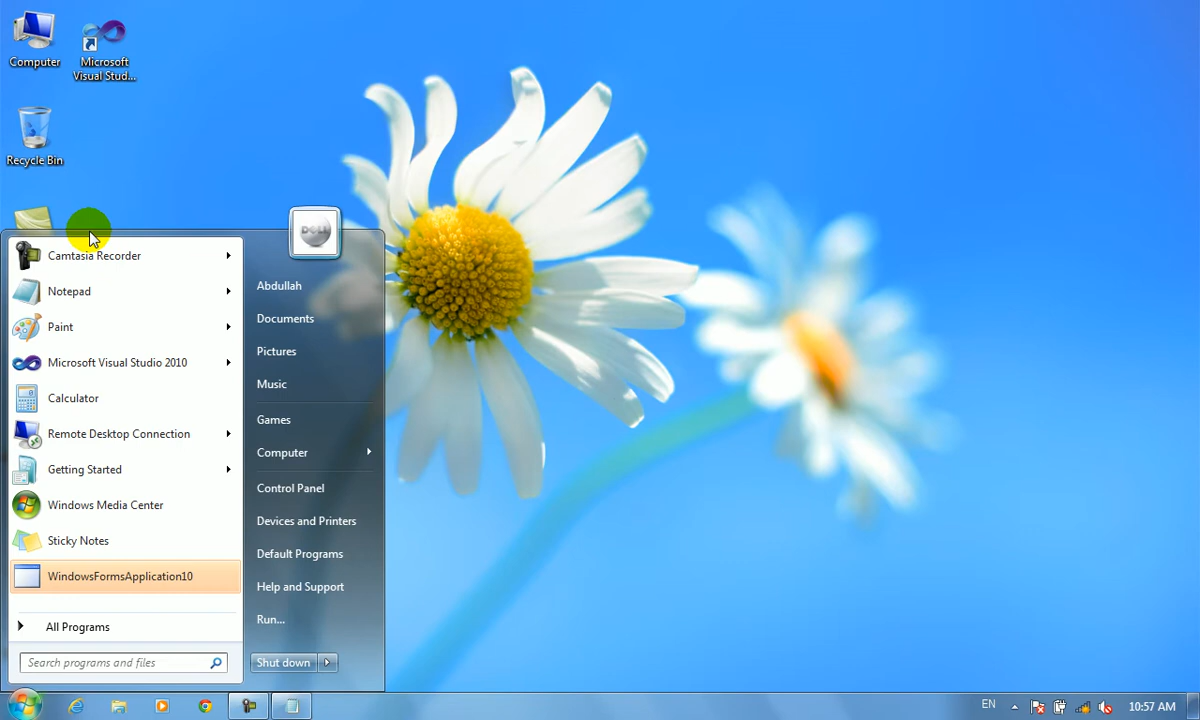 Computer
Microsoft
Visual Stud...
Recycle Bin
DELL
Camtasia Recorder
Notepad
Paint
Microsoft Visual Studio 2010
Calculator
Remote Desktop Connection
Getting Started
Windows Media Center
Sticky Notes
WindowsFormsApplication10
All Programs
Search programs and files
Abdullah
Documents
Pictures
Music
Games
Computer
Control Panel
Devices and Printers
Default Programs
Help and Support
Run...
Shut down
EN
10:57 AM